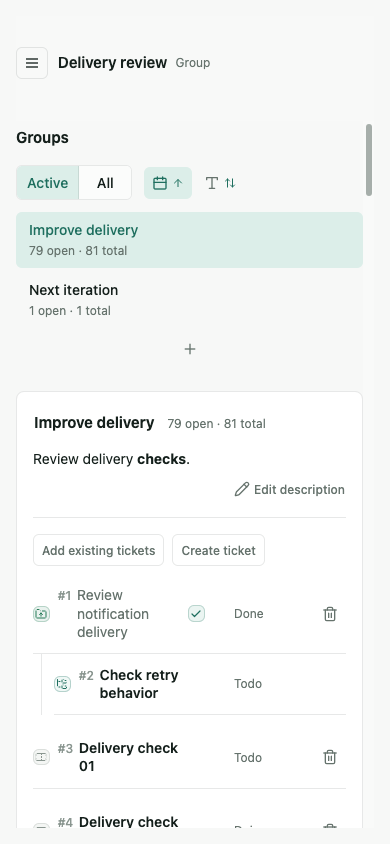 Delivery review Group
Groups
Active All
Improve delivery
79 open · 81 total
Next iteration
1 open · 1 total
Improve delivery 79 open · 81 total
Review delivery checks.
Edit description
Add existing tickets Create ticket
#1 Review notification delivery Done
#2 Check retry behavior Todo
#3 Delivery check 01 Todo
#4 Delivery check